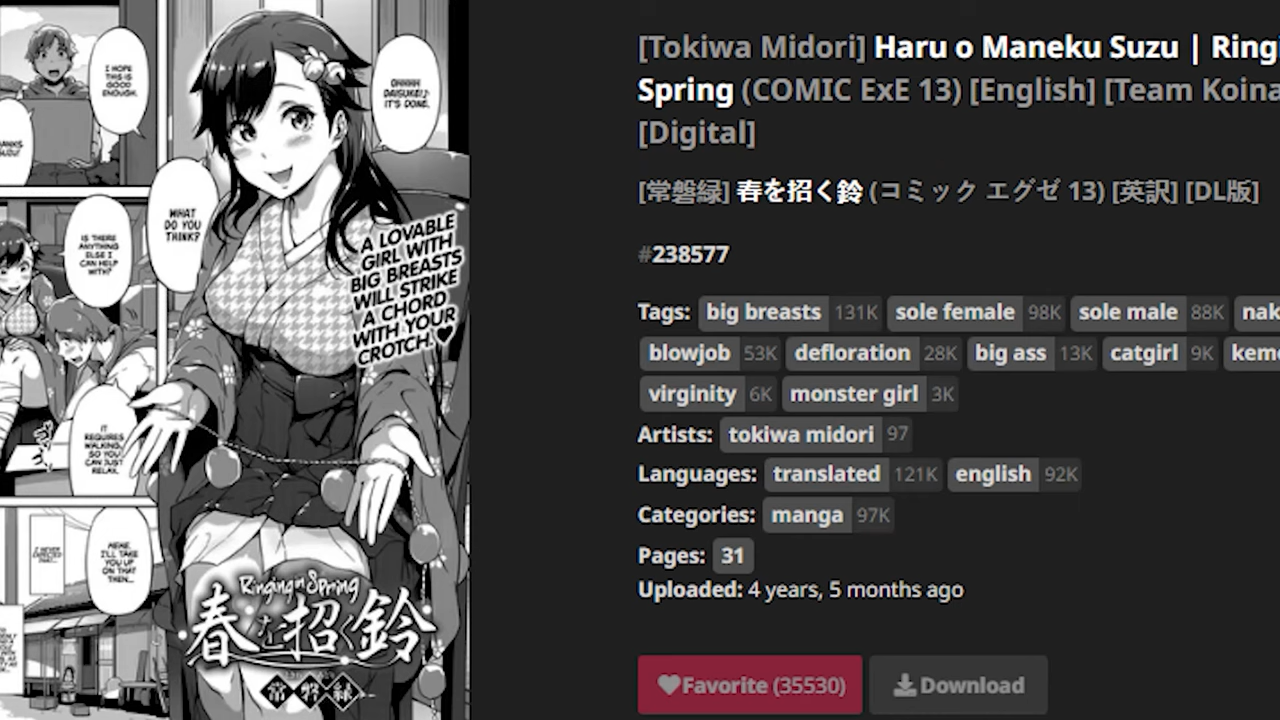 I HOPE
THIS IS
GOOD
ENOUGH.
OHHHH
DAISUKE!♪
IT'S DONE.
WHAT
DO YOU
THINK?
IS THERE
ANYTHING
ELSE I
CAN HELP
WITH?
A LOVABLE
GIRL WITH
BIG BREASTS
WILL STRIKE
A CHORD
WITH YOUR
CROTCH.♥
IT
REQUIRES
WALKING,
SO YOU
CAN JUST
RELAX.
I NEVER
EXPECTED
THAT...
HEHE,
I'LL TAKE
YOU UP
ON THAT
THEN...
Ringing in Spring
春を招く鈴
常磐緑
[Tokiwa Midori] Haru o Maneku Suzu | Ringi
Spring (COMIC ExE 13) [English] [Team Koina
[Digital]
[常磐緑] 春を招く鈴 (コミック エグゼ 13) [英訳] [DL版]
#238577
Tags: big breasts 131K sole female 98K sole male 88K nak
blowjob 53K defloration 28K big ass 13K catgirl 9K kemo
virginity 6K monster girl 3K
Artists: tokiwa midori 97
Languages: translated 121K english 92K
Categories: manga 97K
Pages: 31
Uploaded: 4 years, 5 months ago
Favorite (35530) Download